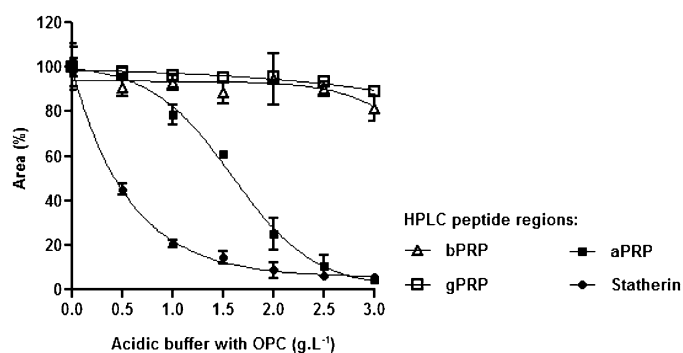 120
100
80
60
40
20
0
Area (%)
0.0 0.5 1.0 1.5 2.0 2.5 3.0
Acidic buffer with OPC (g.L⁻¹)
HPLC peptide regions:
bPRP aPRP
gPRP Statherin